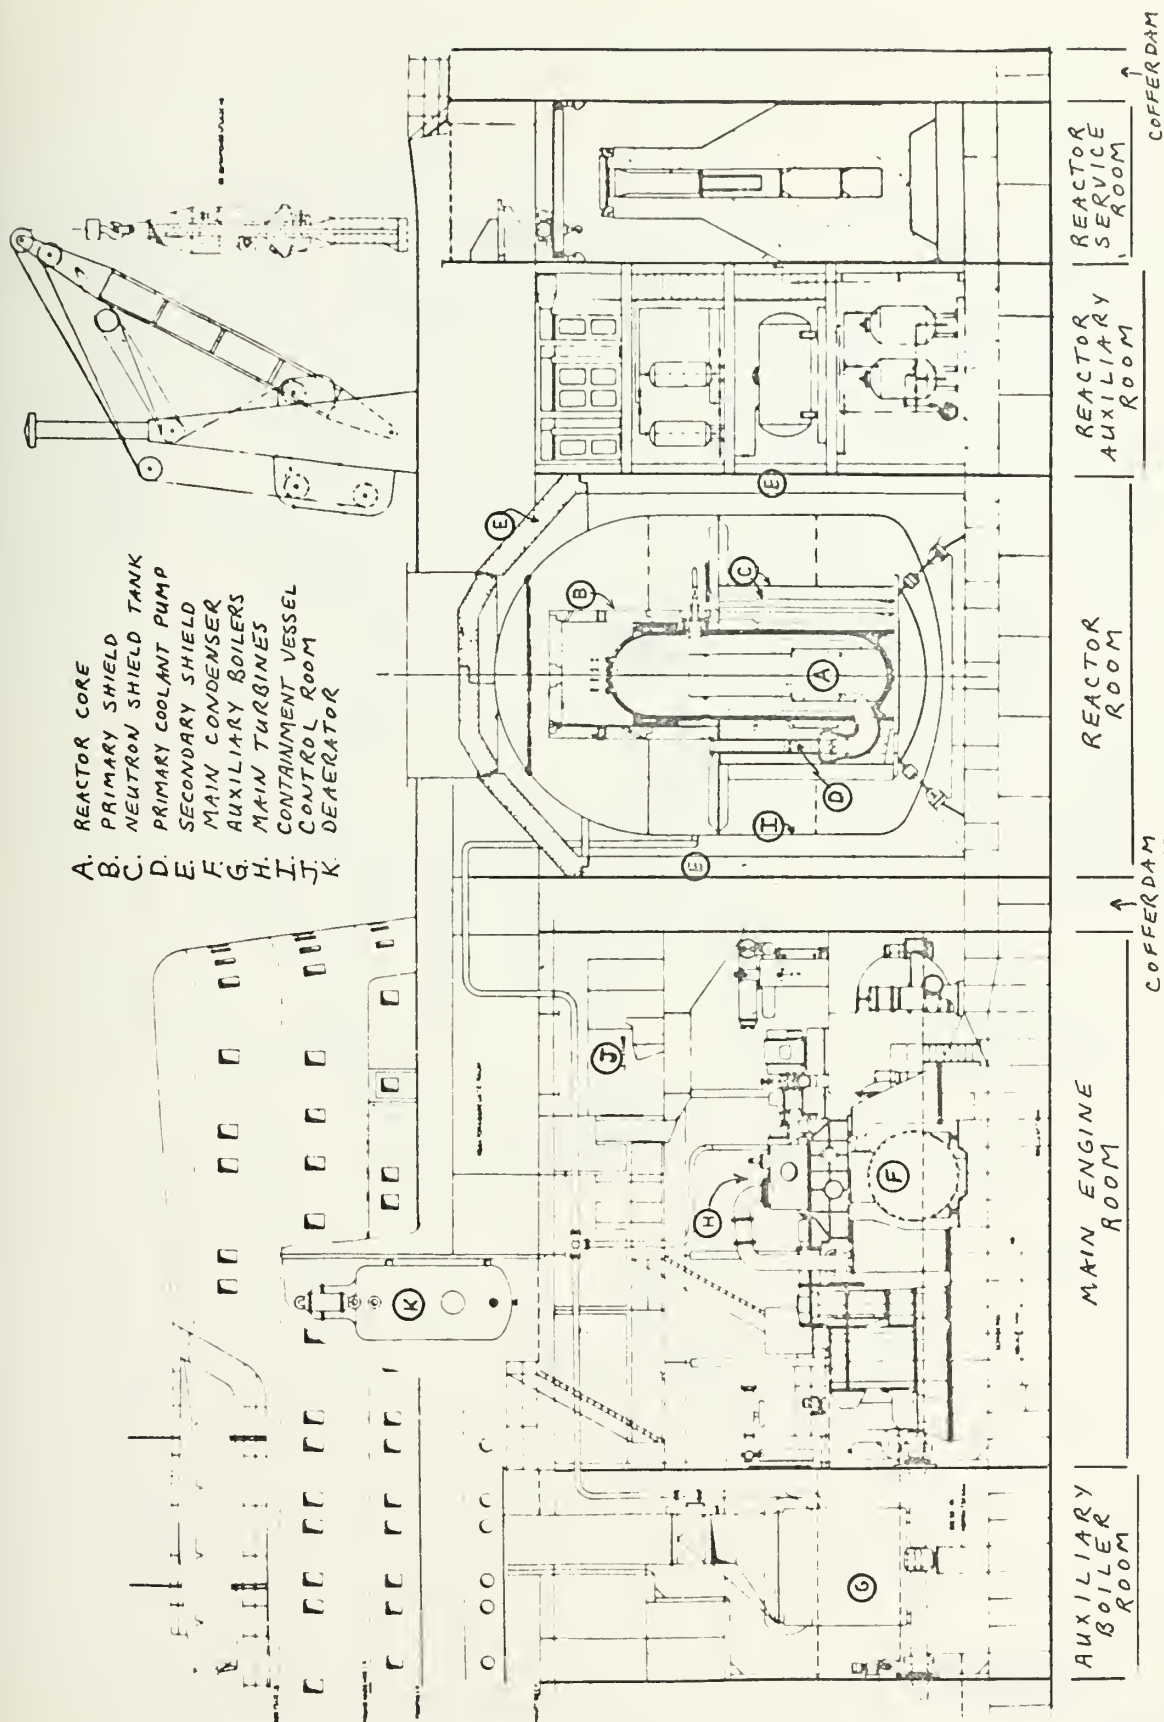 A. REACTOR CORE
B. PRIMARY SHIELD
C. NEUTRON SHIELD TANK
D. PRIMARY COOLANT PUMP
E. SECONDARY SHIELD
F. MAIN CONDENSER
G. AUXILIARY BOILERS
H. MAIN TURBINES
I. CONTAINMENT VESSEL
J. CONTROL ROOM
K. DEAERATOR
K
J
H
F
G
E
E
E
I
B
C
A
D
AUXILIARY
BOILER
ROOM
MAIN ENGINE
ROOM
COFFERDAM
REACTOR
ROOM
REACTOR
AUXILIARY
ROOM
REACTOR
SERVICE
ROOM
COFFERDAM